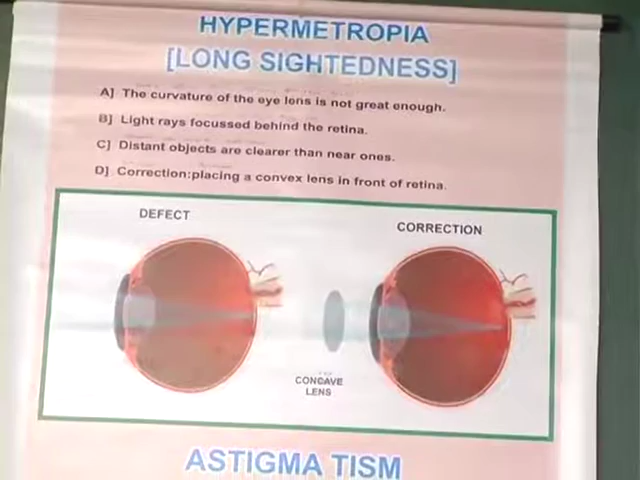 HYPERMETROPIA
[LONG SIGHTEDNESS]
A] The curvature of the eye lens is not great enough.
B] Light rays focussed behind the retina.
C] Distant objects are clearer than near ones.
D] Correction:placing a convex lens in front of retina.
DEFECT
CORRECTION
CONCAVE
LENS
ASTIGMA TISM